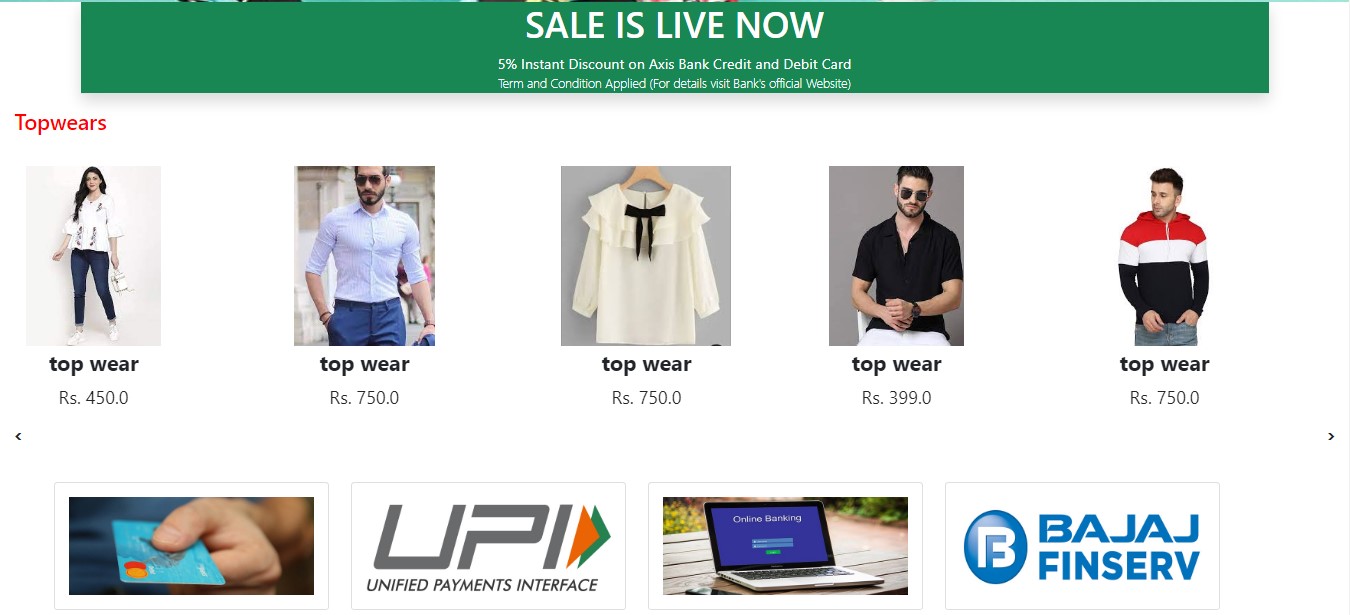 SALE IS LIVE NOW
5% Instant Discount on Axis Bank Credit and Debit Card
Term and Condition Applied (For details visit Bank's official Website)
Topwears
top wear
Rs. 450.0
top wear
Rs. 750.0
top wear
Rs. 750.0
top wear
Rs. 399.0
top wear
Rs. 750.0
‹ ›
UPI
UNIFIED PAYMENTS INTERFACE
Online Banking
BAJAJ
FINSERV